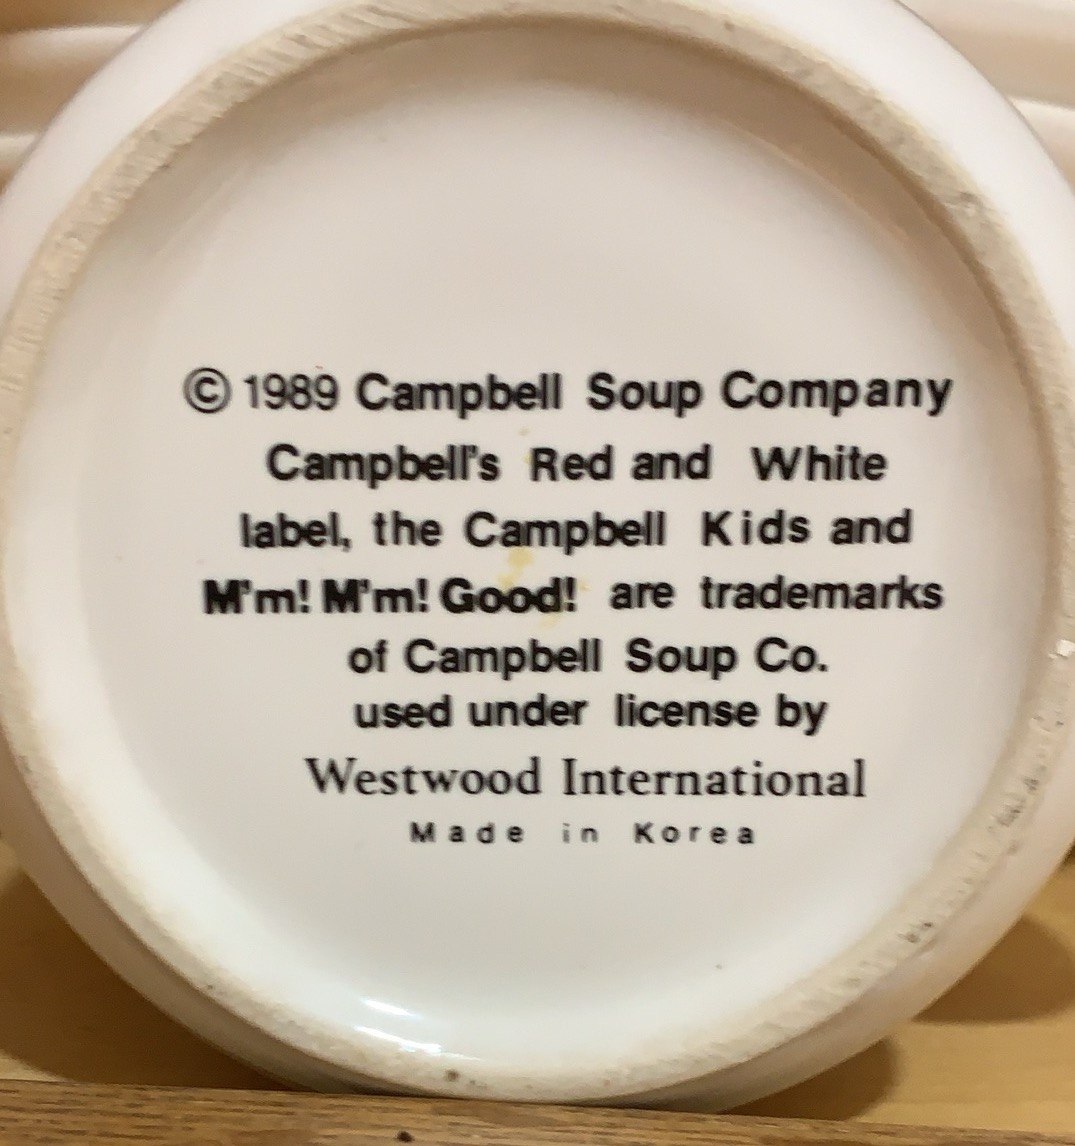 © 1989 Campbell Soup Company
Campbell's Red and White
label, the Campbell Kids and
M'm! M'm! Good! are trademarks
of Campbell Soup Co.
used under license by
Westwood International
Made in Korea